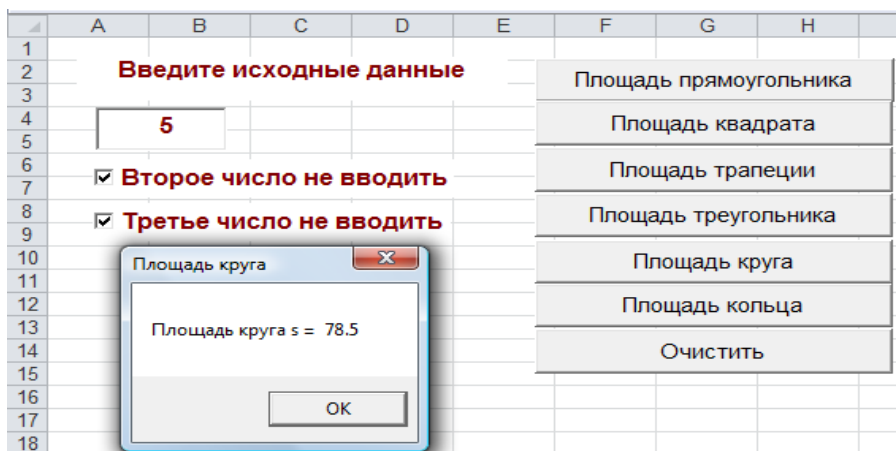 A B C D E F G H
1
2
3
4
5
6
7
8
9
10
11
12
13
14
15
16
17
18
Введите исходные данные
5
Второе число не вводить
Третье число не вводить
Площадь круга
Площадь круга s = 78.5
OK
Площадь прямоугольника
Площадь квадрата
Площадь трапеции
Площадь треугольника
Площадь круга
Площадь кольца
Очистить